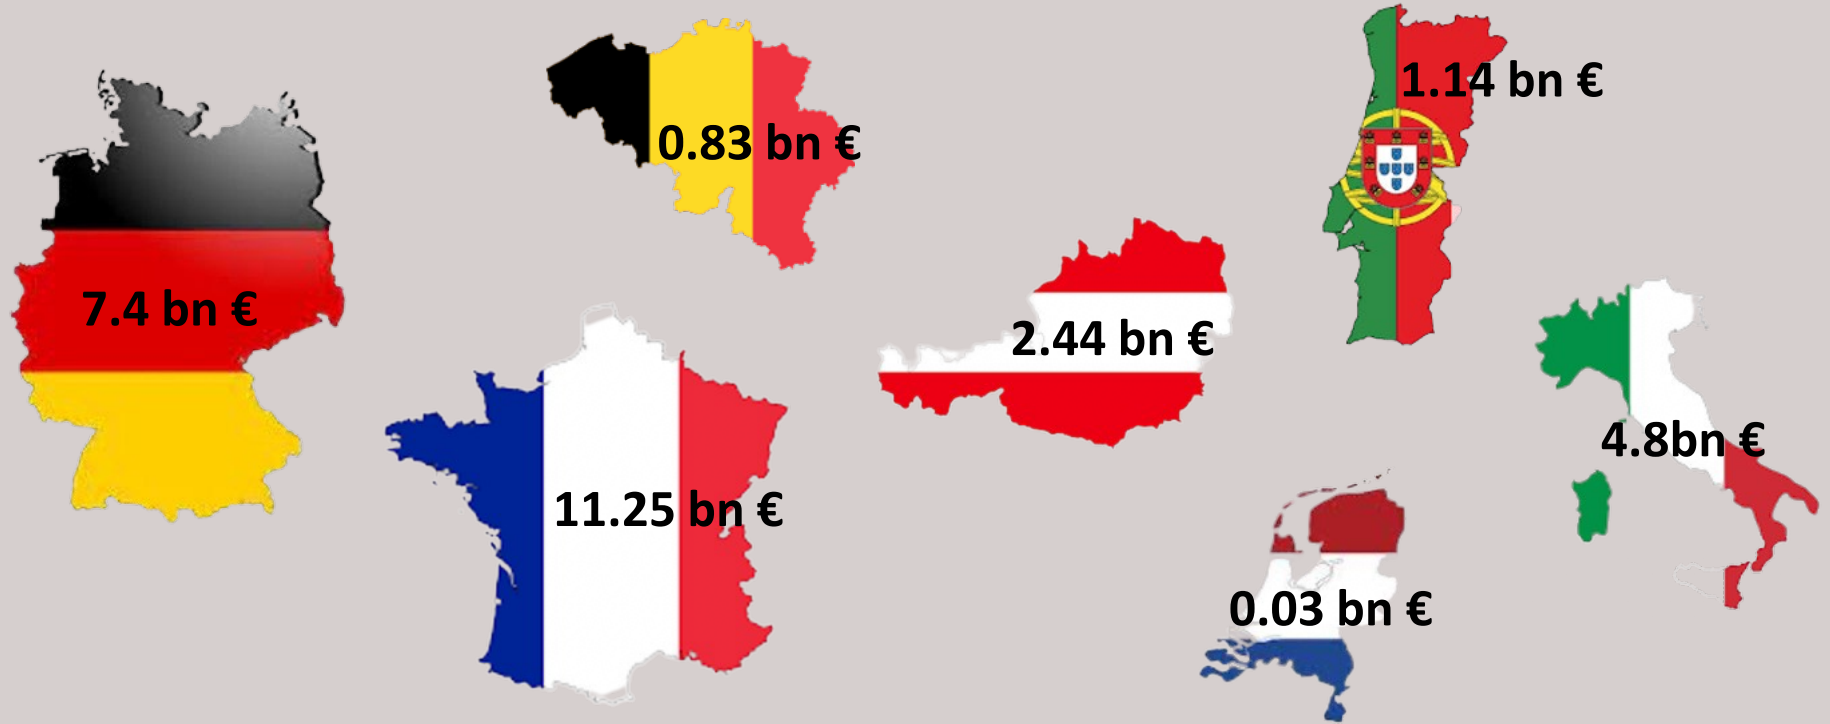 1.14 bn €
0.83 bn €
7.4 bn €
2.44 bn €
4.8bn €
11.25 bn €
0.03 bn €